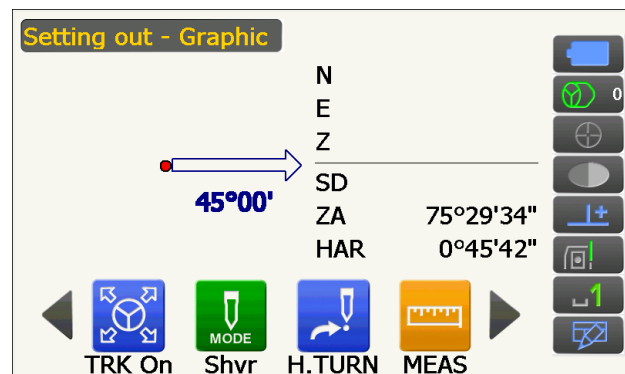 Setting out - Graphic
N
E
Z
45°00'
SD
ZA 75°29'34"
HAR 0°45'42"
0
1
MODE
TRK On Shvr H.TURN MEAS